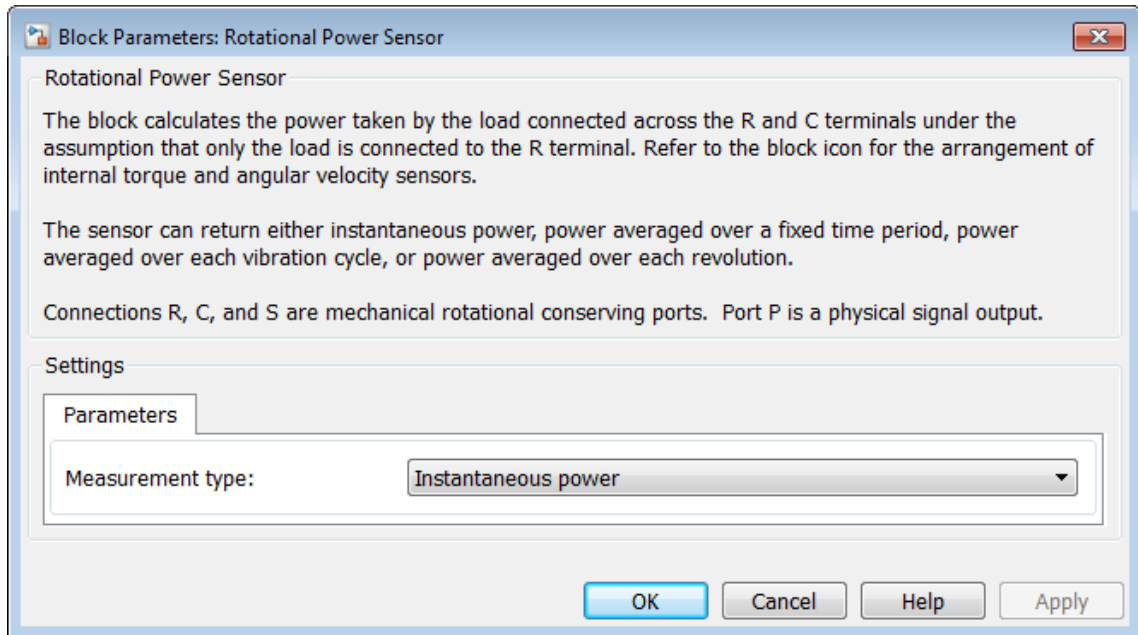 Block Parameters: Rotational Power Sensor
Rotational Power Sensor
The block calculates the power taken by the load connected across the R and C terminals under the
assumption that only the load is connected to the R terminal. Refer to the block icon for the arrangement of
internal torque and angular velocity sensors.
The sensor can return either instantaneous power, power averaged over a fixed time period, power
averaged over each vibration cycle, or power averaged over each revolution.
Connections R, C, and S are mechanical rotational conserving ports.  Port P is a physical signal output.
Settings
Parameters
Measurement type: Instantaneous power
OK Cancel Help Apply